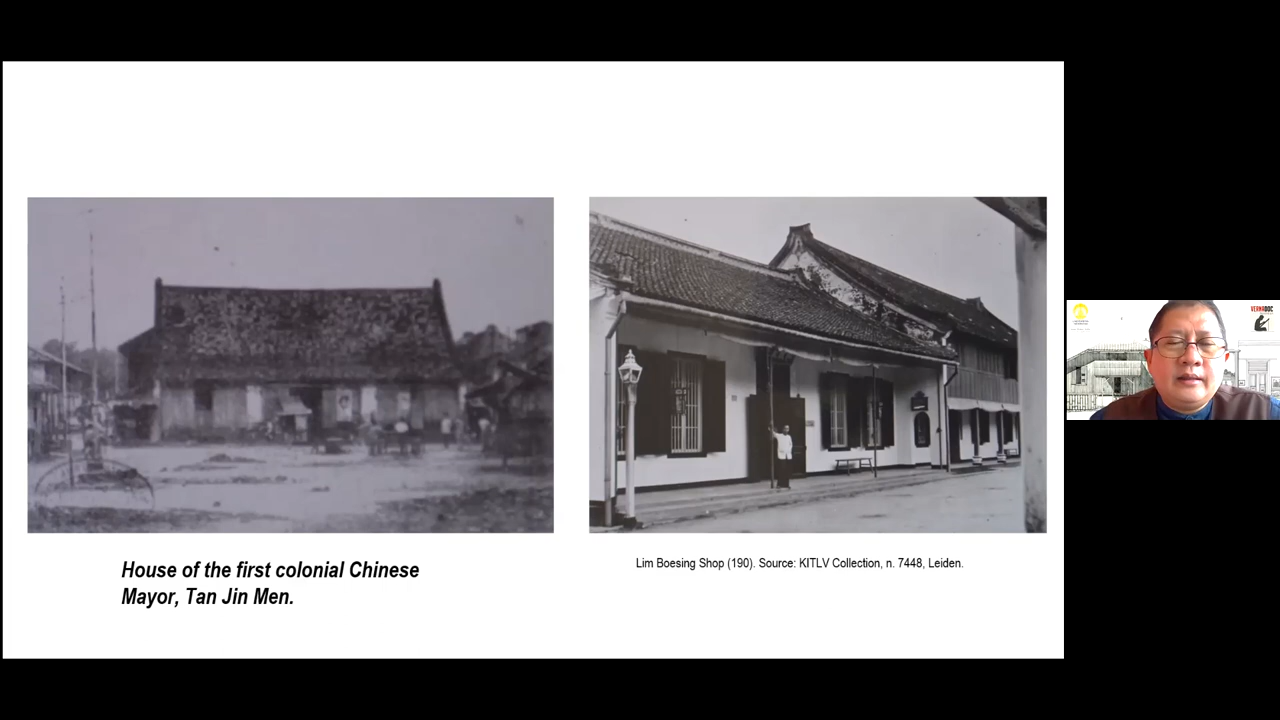 House of the first colonial Chinese
Mayor, Tan Jin Men.
Lim Boesing Shop (190). Source: KITLV Collection, n. 7448, Leiden.
VERNADOC